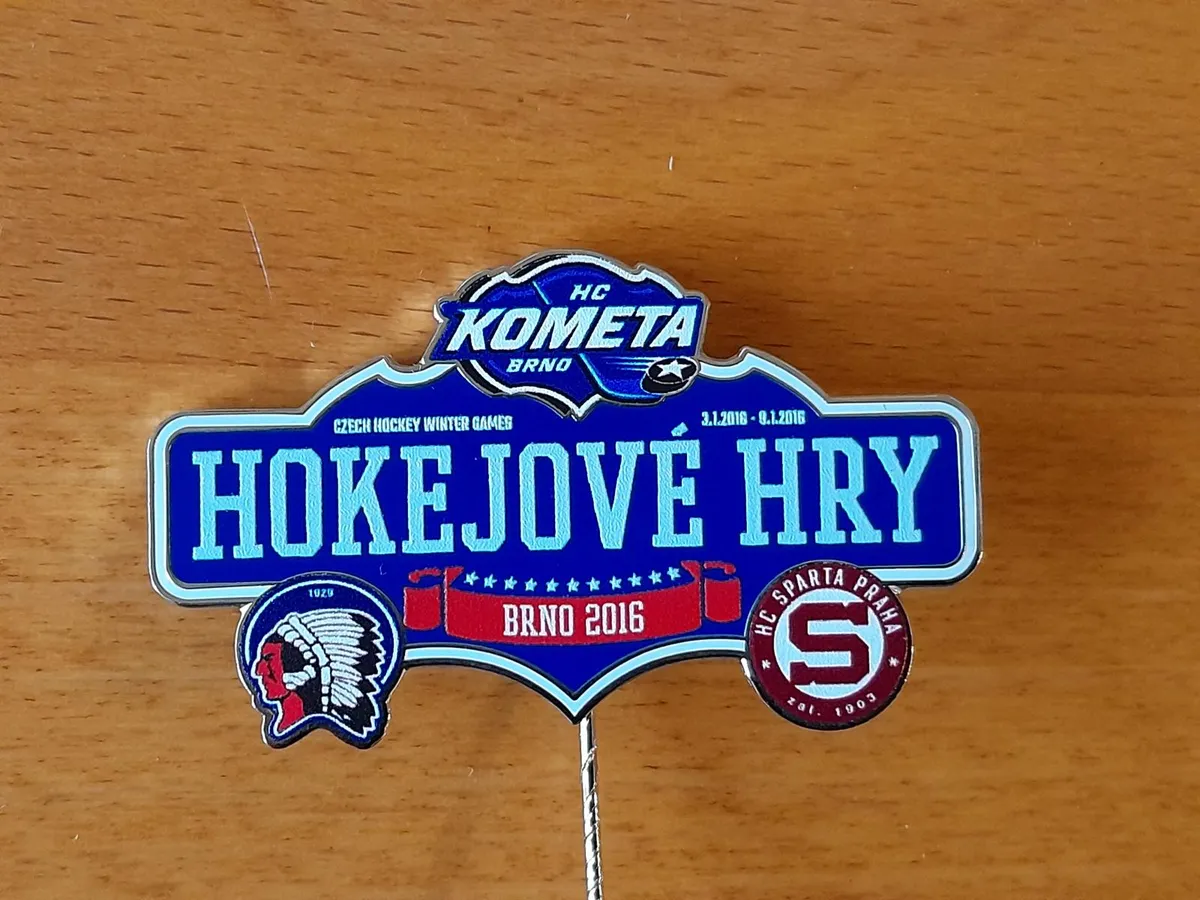 HC
KOMETA
BRNO
CZECH HOCKEY WINTER GAMES
3.1.2016 - 9.1.2016
HOKEJOVÉ HRY
BRNO 2016
1929
HC SPARTA PRAHA
S
zal. 1903